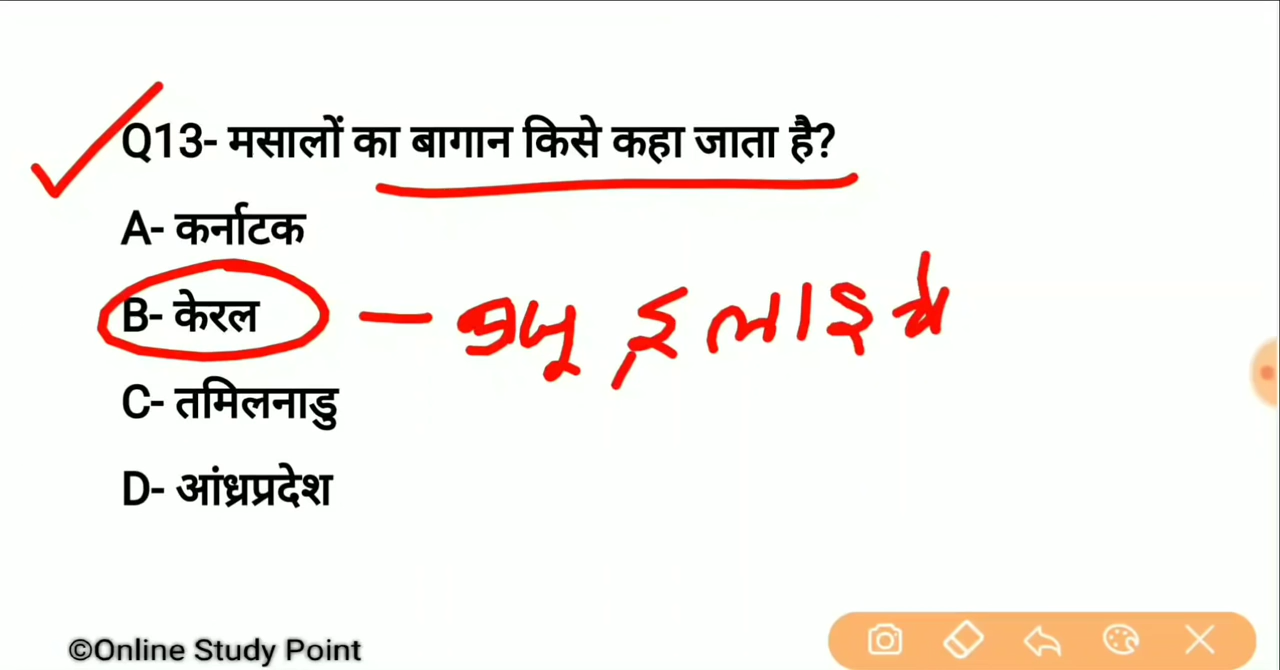 Q13- मसालों का बागान किसे कहा जाता है?
A- कर्नाटक
B- केरल
C- तमिलनाडु
D- आंध्रप्रदेश
©Online Study Point